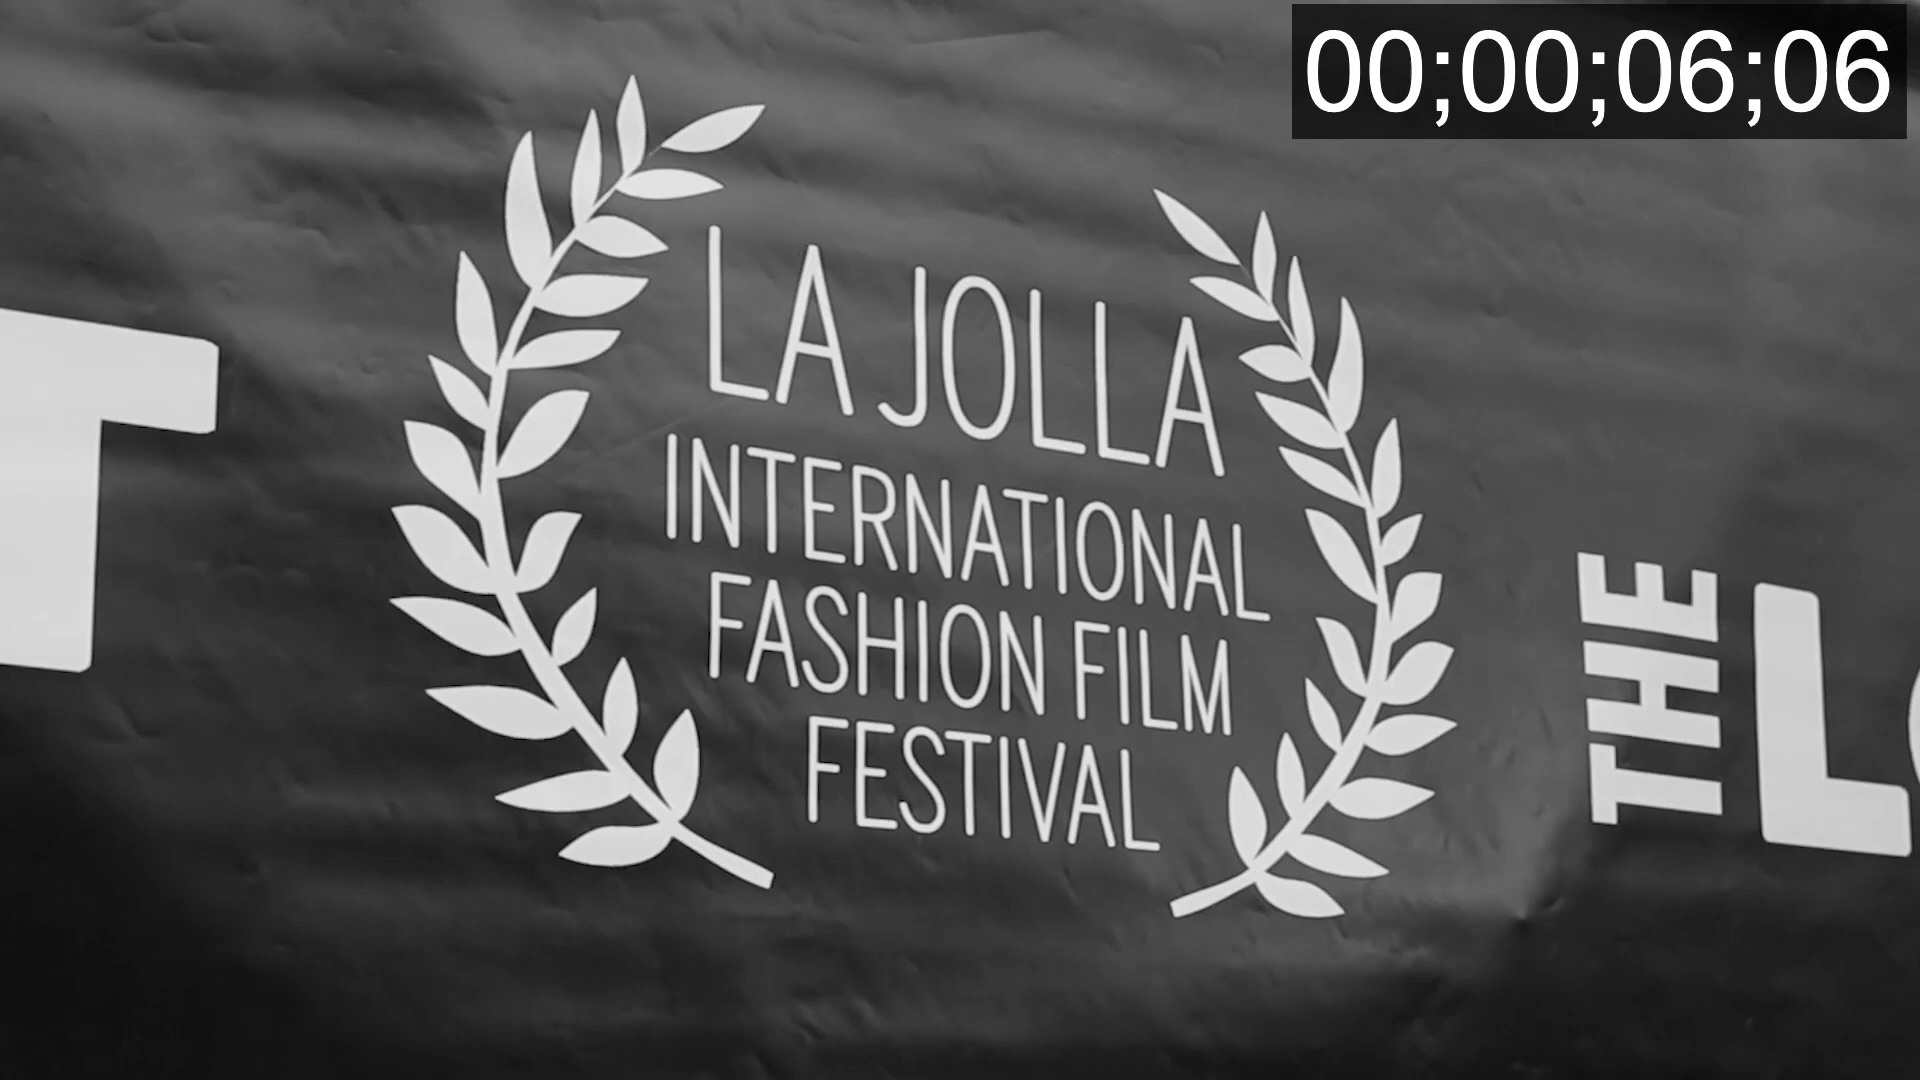 00;00;06;06
T
LA JOLLA
INTERNATIONAL
FASHION FILM
FESTIVAL
THE
L